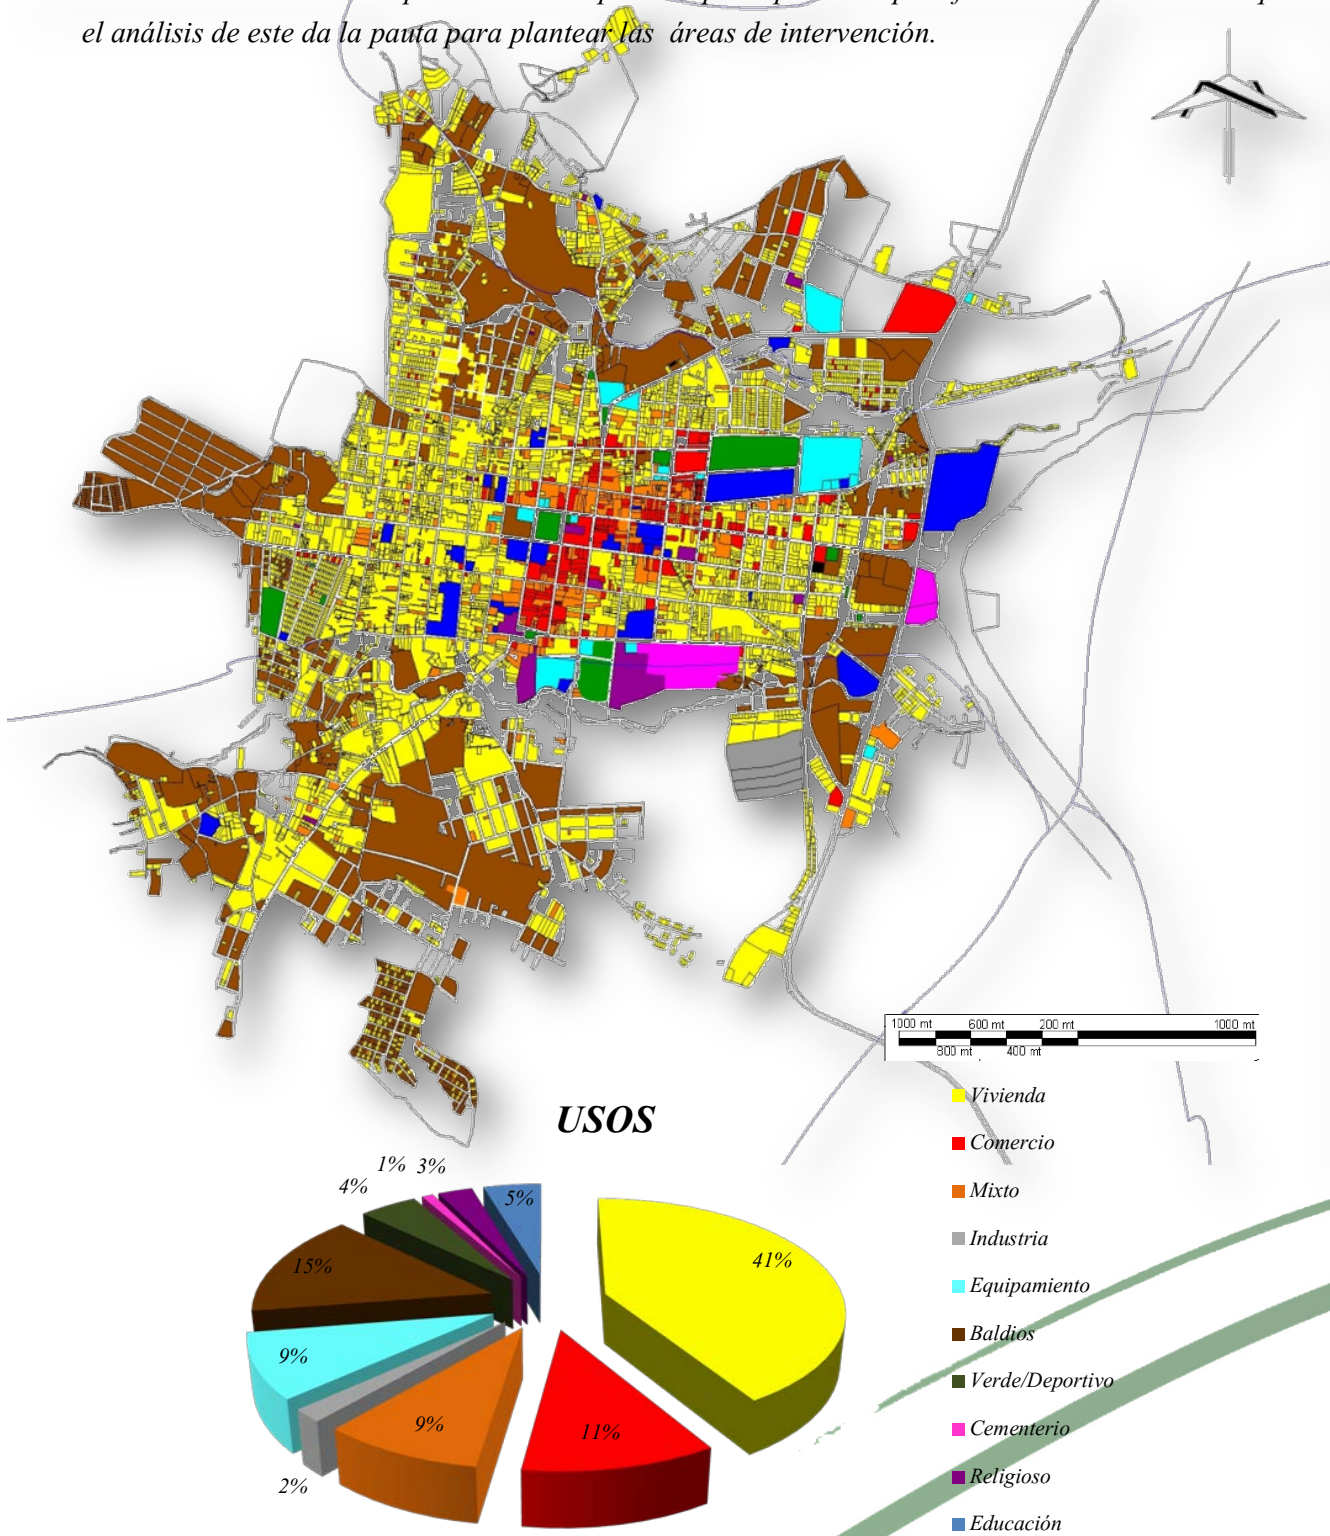 el análisis de este da la pauta para plantear las áreas de intervención.
1000 mt 600 mt 200 mt 1000 mt
800 mt 400 mt
USOS
Vivienda
Comercio
Mixto
Industria
Equipamiento
Baldios
Verde/Deportivo
Cementerio
Religioso
Educación
1% 3%
4% 5%
15% 41%
9%
9% 11%
2%